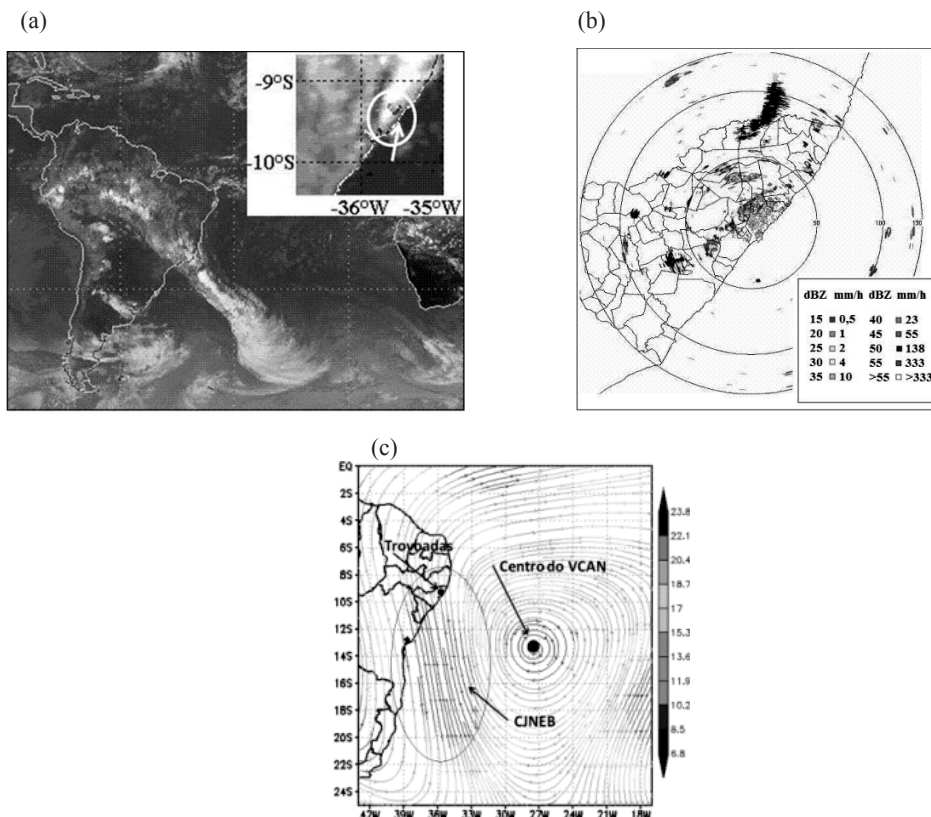 (a)
(b)
-9°S
-10°S
-36°W -35°W
50 100 130
dBZ mm/h dBZ mm/h
15 0,5 40 23
20 1 45 55
25 2 50 138
30 4 55 333
35 10 >55 >333
(c)
EQ
2S
4S
6S
8S
10S
12S
14S
16S
18S
20S
22S
24S
Trovoadas
Centro do VCAN
CJNEB
42W 39W 36W 33W 30W 27W 24W 21W 18W
23.8
22.1
20.4
18.7
17
15.3
13.6
11.9
10.2
8.5
6.8